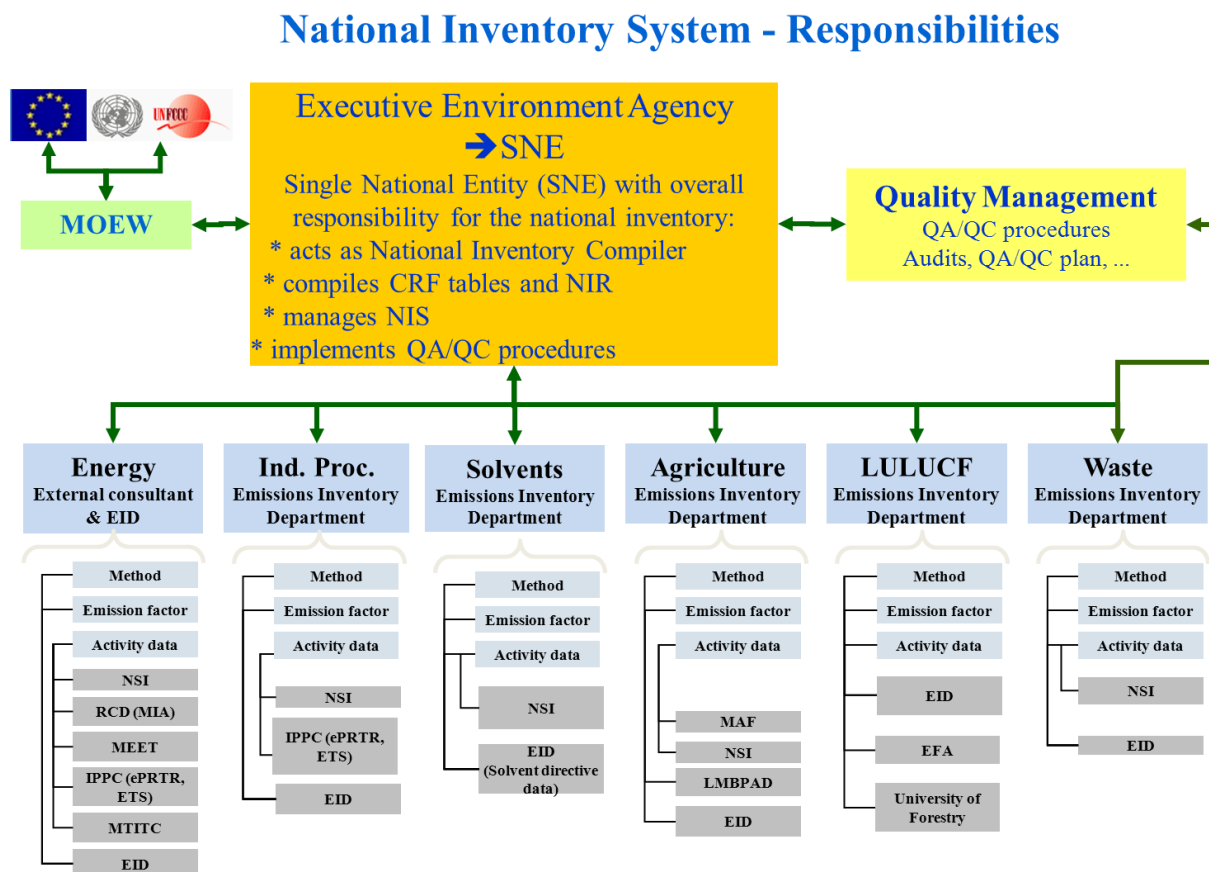 National Inventory System - Responsibilities
UNFCCC
MOEW
Executive Environment Agency
➔SNE
Single National Entity (SNE) with overall
responsibility for the national inventory:
* acts as National Inventory Compiler
* compiles CRF tables and NIR
* manages NIS
* implements QA/QC procedures
Quality Management
QA/QC procedures
Audits, QA/QC plan, ...
Energy
External consultant
& EID
Method
Emission factor
Activity data
NSI
RCD (MIA)
MEET
IPPC (ePRTR,
ETS)
MTITC
EID
Ind. Proc.
Emissions Inventory
Department
Method
Emission factor
Activity data
NSI
IPPC (ePRTR,
ETS)
EID
Solvents
Emissions Inventory
Department
Method
Emission factor
Activity data
NSI
EID
(Solvent directive
data)
Agriculture
Emissions Inventory
Department
Method
Emission factor
Activity data
MAF
NSI
LMBPAD
EID
LULUCF
Emissions Inventory
Department
Method
Emission factor
Activity data
EID
EFA
University of
Forestry
Waste
Emissions Inventory
Department
Method
Emission factor
Activity data
NSI
EID